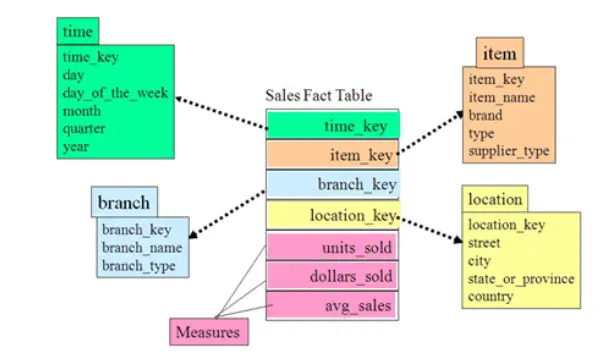 time
time_key
day
day_of_the_week
month
quarter
year
item
item_key
item_name
brand
type
supplier_type
Sales Fact Table
time_key
item_key
branch_key
location_key
units_sold
dollars_sold
avg_sales
branch
branch_key
branch_name
branch_type
location
location_key
street
city
state_or_province
country
Measures